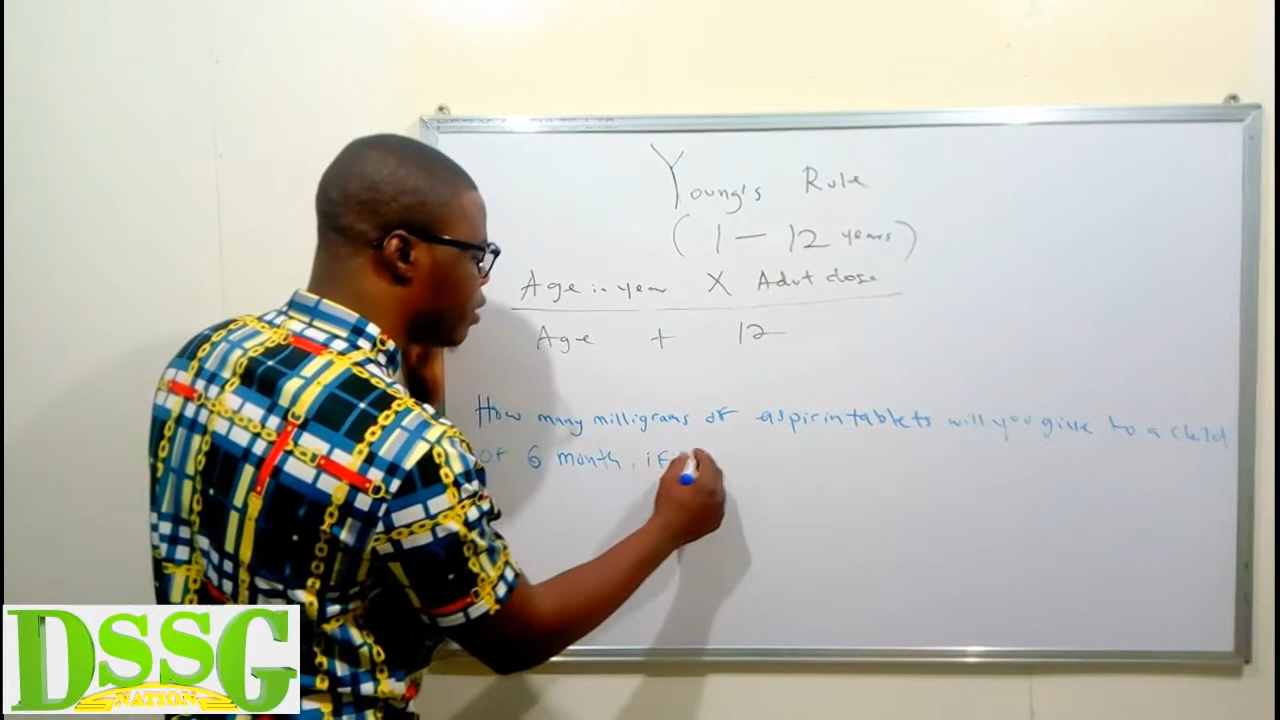 Young's Rule
(1 - 12 years)
Age in year X Adut dose
Age + 12
How many milligrams of aspirin tablets will you give to a child
of 6 month, if
DSSG
NATION